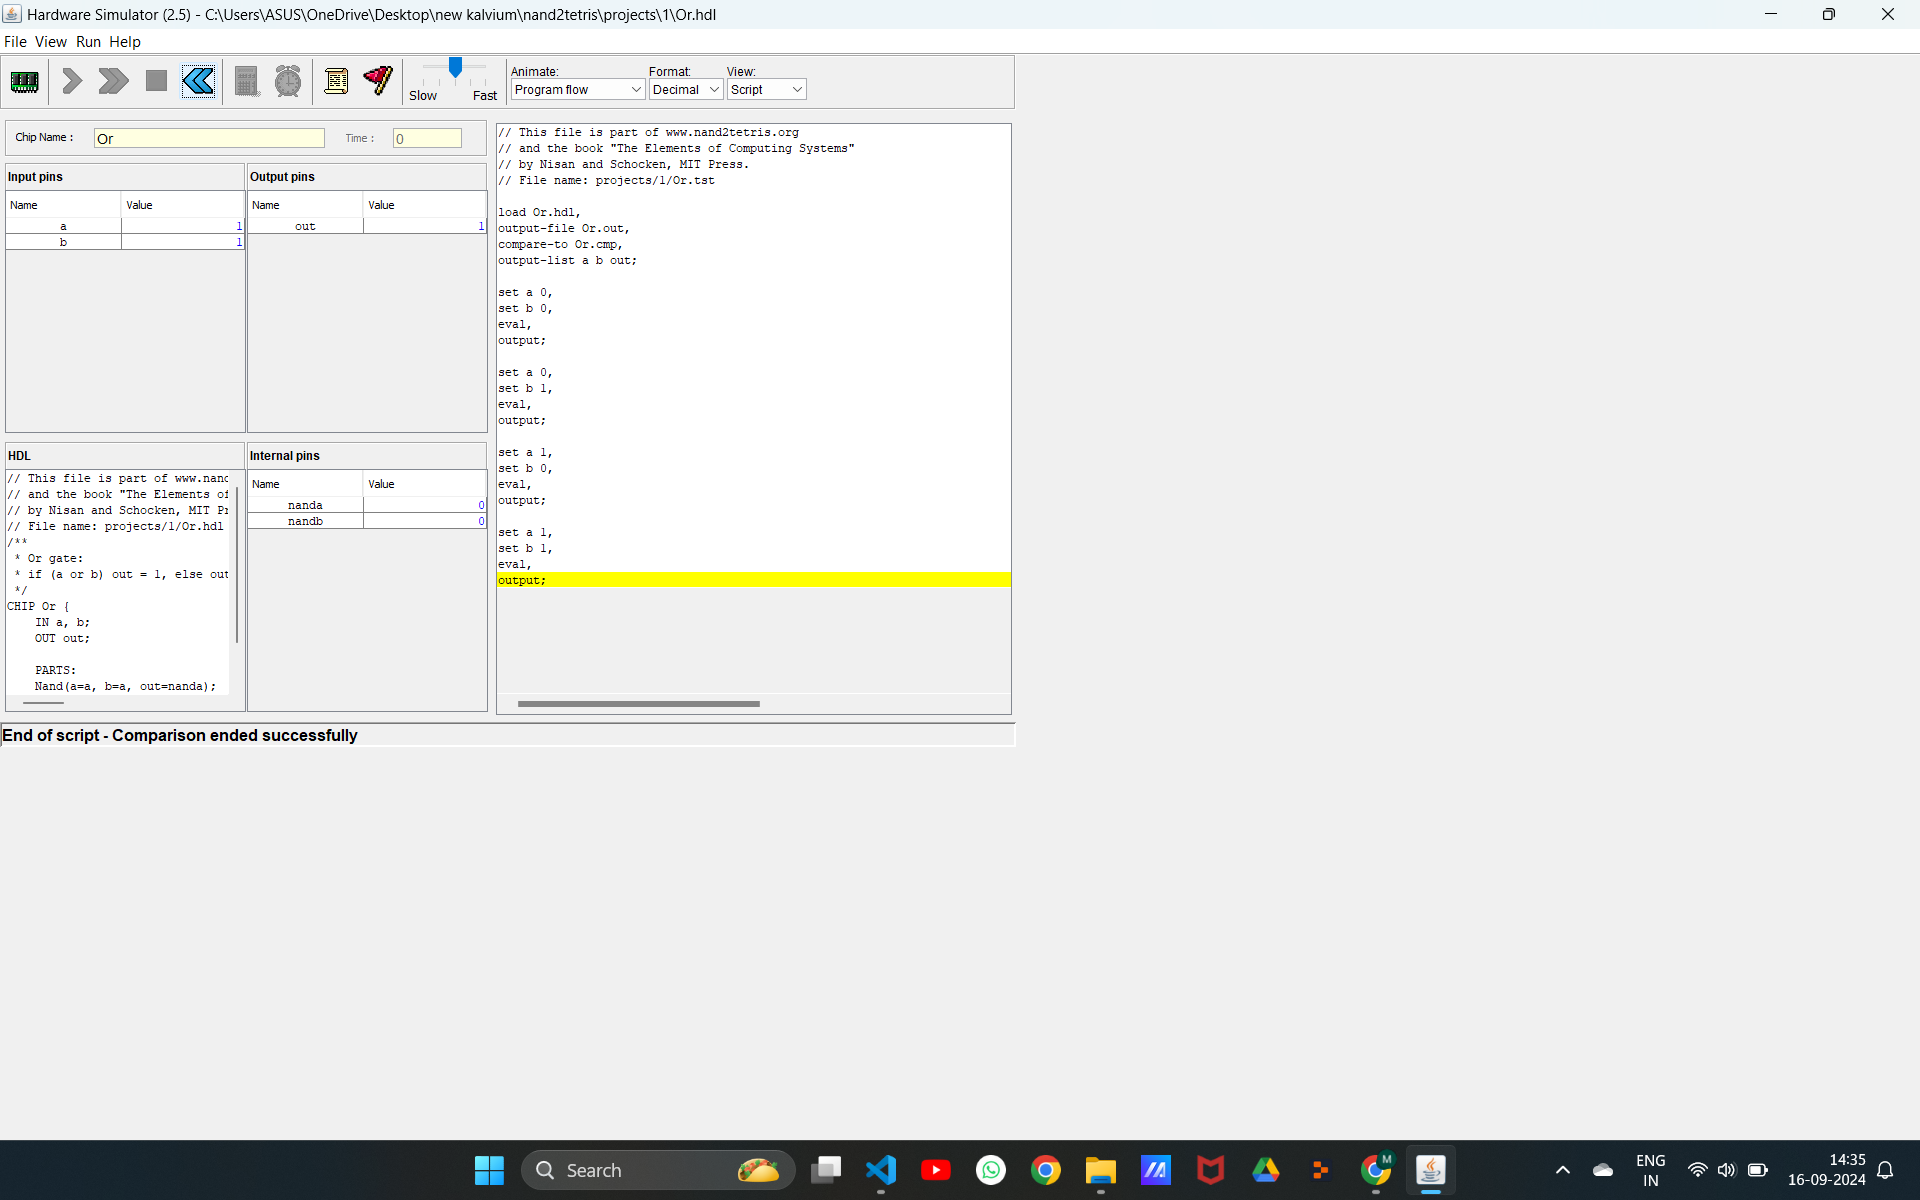 Hardware Simulator (2.5) - C:\Users\ASUS\OneDrive\Desktop\new kalvium\nand2tetris\projects\1\Or.hdl
File View Run Help
Slow Fast
Animate: Format: View:
Program flow Decimal Script
Chip Name : Or Time : 0
Input pins
Name Value
a 1
b 1
Output pins
Name Value
out 1
HDL
// This file is part of www.nand
// and the book "The Elements of
// by Nisan and Schocken, MIT Pr
// File name: projects/1/Or.hdl
/**
* Or gate:
* if (a or b) out = 1, else out
*/
CHIP Or {
IN a, b;
OUT out;
PARTS:
Nand(a=a, b=a, out=nanda);
Internal pins
Name Value
nanda 0
nandb 0
// This file is part of www.nand2tetris.org
// and the book "The Elements of Computing Systems"
// by Nisan and Schocken, MIT Press.
// File name: projects/1/Or.tst
load Or.hdl,
output-file Or.out,
compare-to Or.cmp,
output-list a b out;
set a 0,
set b 0,
eval,
output;
set a 0,
set b 1,
eval,
output;
set a 1,
set b 0,
eval,
output;
set a 1,
set b 1,
eval,
output;
End of script - Comparison ended successfully
Search
M
ENG
IN
14:35
16-09-2024